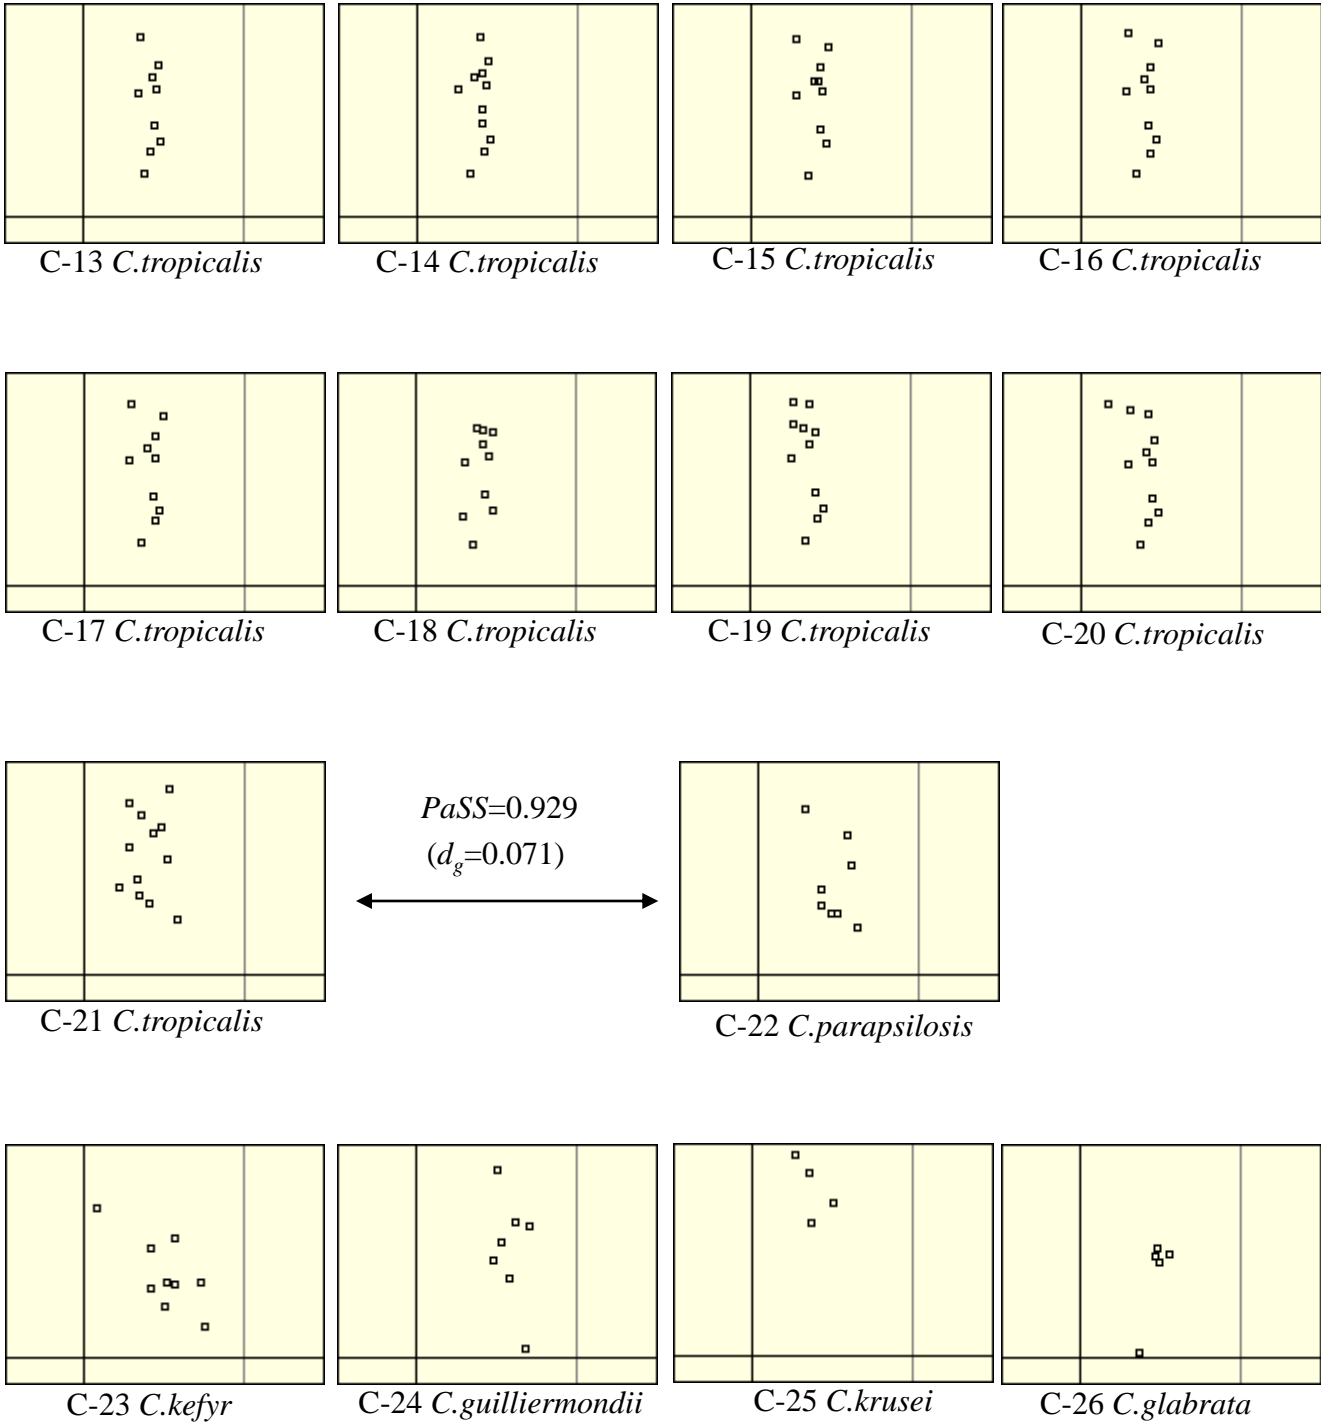 C-13 C.tropicalis
C-14 C.tropicalis
C-15 C.tropicalis
C-16 C.tropicalis
C-17 C.tropicalis
C-18 C.tropicalis
C-19 C.tropicalis
C-20 C.tropicalis
PaSS=0.929
(dg=0.071)
C-21 C.tropicalis
C-22 C.parapsilosis
C-23 C.kefyr
C-24 C.guilliermondii
C-25 C.krusei
C-26 C.glabrata